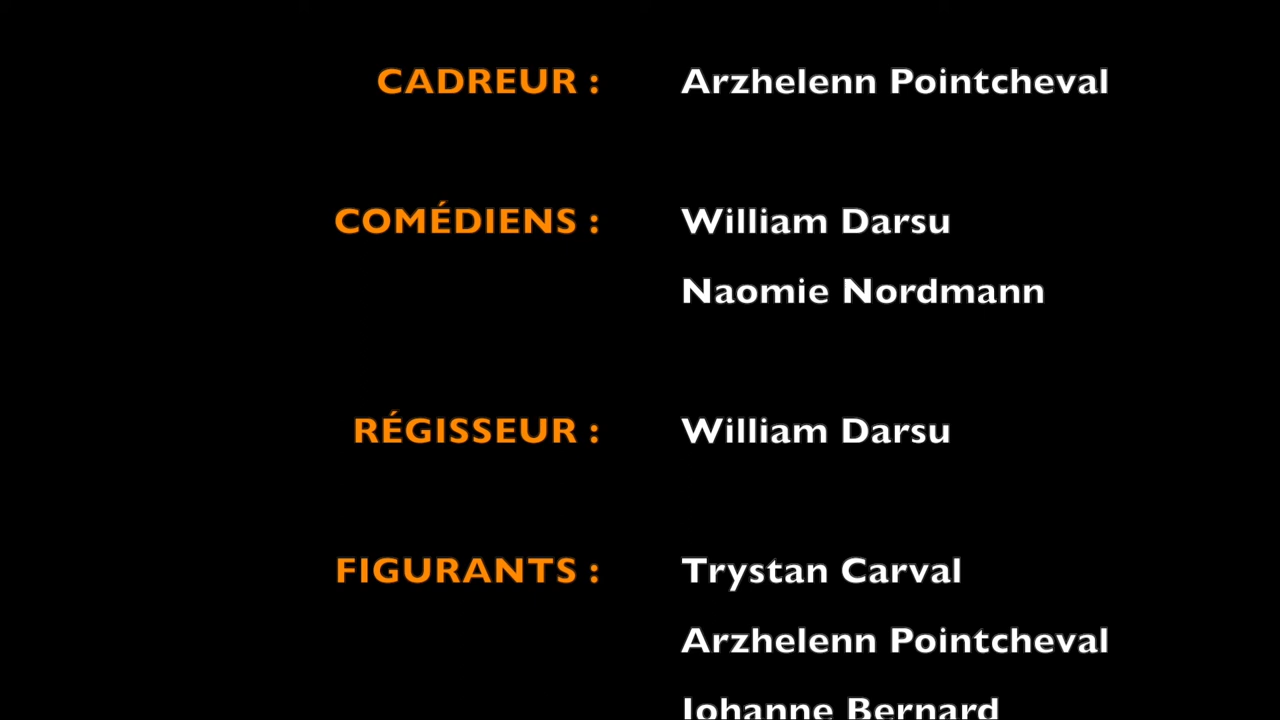 CADREUR : Arzhelenn Pointcheval
COMÉDIENS : William Darsu
Naomie Nordmann
RÉGISSEUR : William Darsu
FIGURANTS : Trystan Carval
Arzhelenn Pointcheval
Johanne Bernard